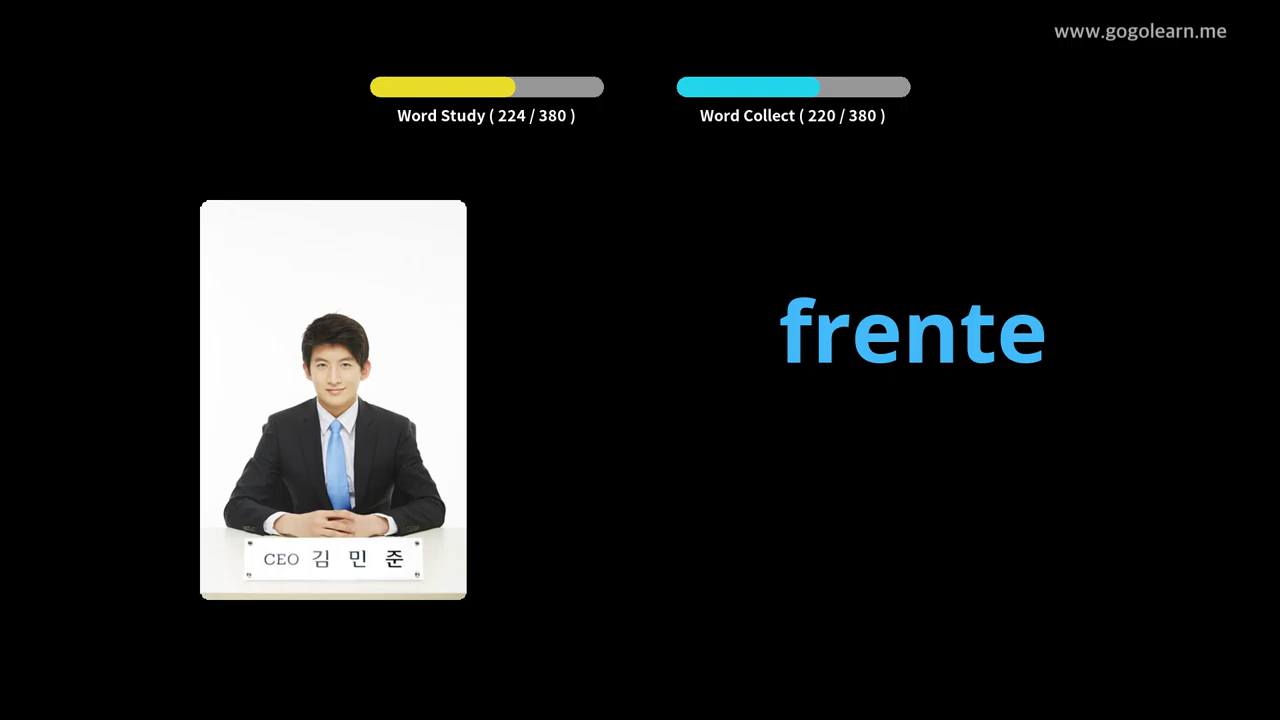 www.gogolearn.me
Word Study ( 224 / 380 )
Word Collect ( 220 / 380 )
frente
CEO 김 민 준